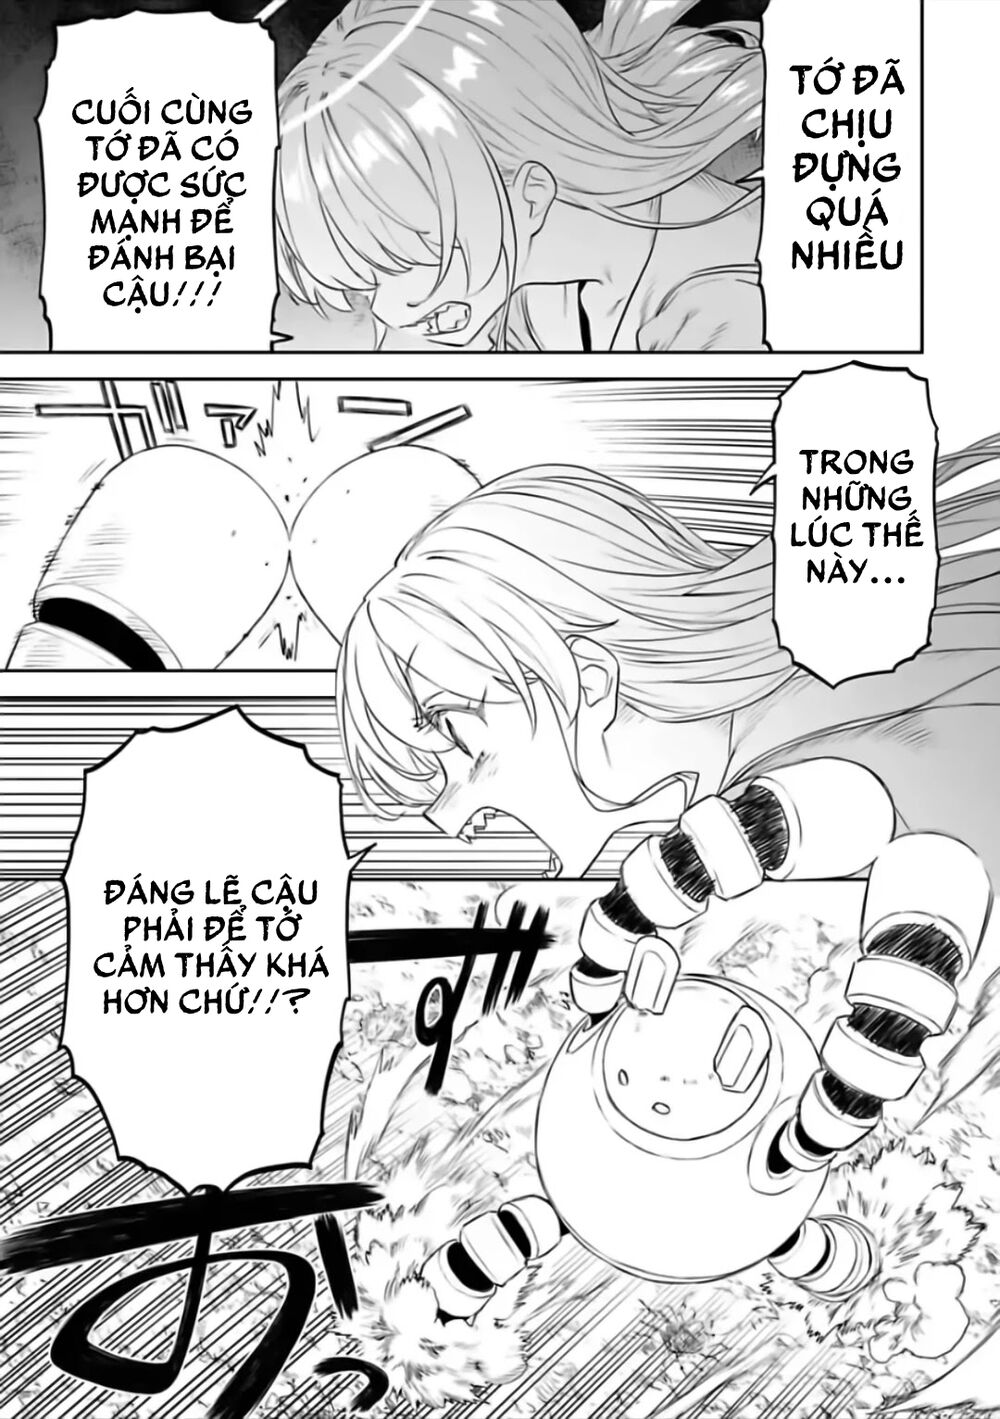 TỚ ĐÃ
CHỊU
ĐỰNG
QUÁ
NHIỀU
CUỐI CÙNG
TỚ ĐÃ CÓ
ĐƯỢC SỨC
MẠNH ĐỂ
ĐÁNH BẠI
CẬU!!!
TRONG
NHỮNG
LÚC THẾ
NÀY...
ĐÁNG LẼ CẬU
PHẢI ĐỂ TỚ
CẢM THẤY KHÁ
HƠN CHỨ!!?